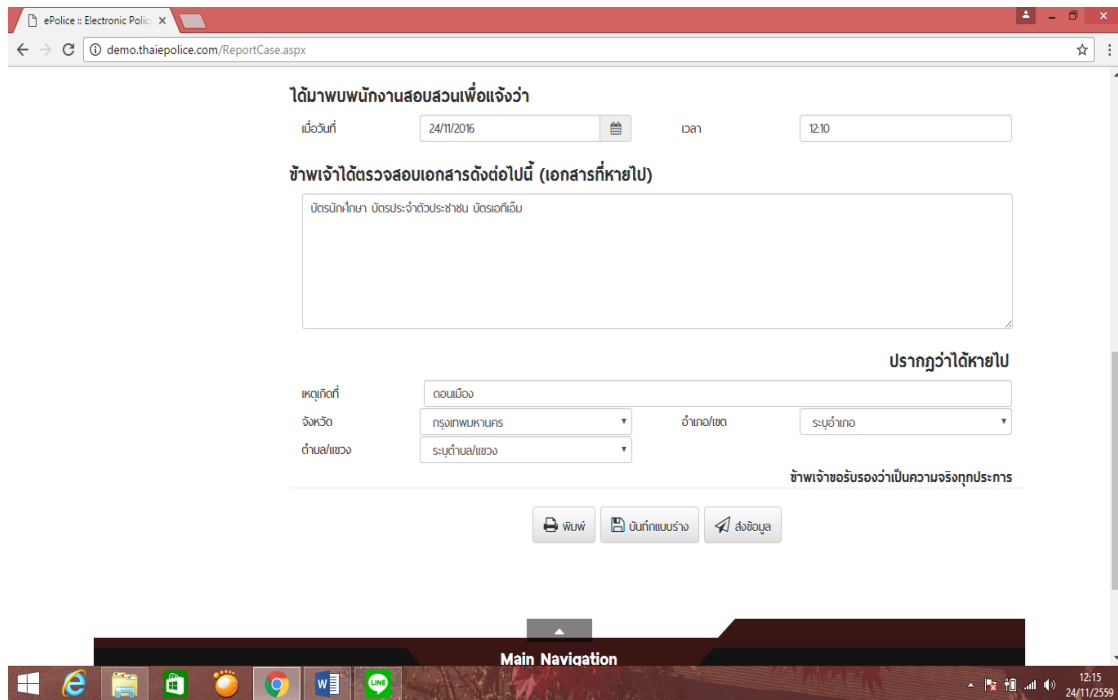 ePolice :: Electronic Polic
demo.thaiepolice.com/ReportCase.aspx
ได้มาพบพนักงานสอบสวนเพื่อแจ้งว่า
เมื่อวันที่ 24/11/2016 เวลา 12:10
ข้าพเจ้าได้ตรวจสอบเอกสารดังต่อไปนี้ (เอกสารที่หายไป)
บัตรนักศึกษา บัตรประจำตัวประชาชน บัตรเอทีเอ็ม
ปรากฎว่าได้หายไป
เหตุเกิดที่ ดอนเมือง
จังหวัด กรุงเทพมหานคร อำเภอ/เขต ระบุอำเภอ
ตำบล/แขวง ระบุตำบล/แขวง
ข้าพเจ้าขอรับรองว่าเป็นความจริงทุกประการ
พิมพ์ บันทึกแบบร่าง ส่งข้อมูล
Main Navigation
LINE
12:15
24/11/2559